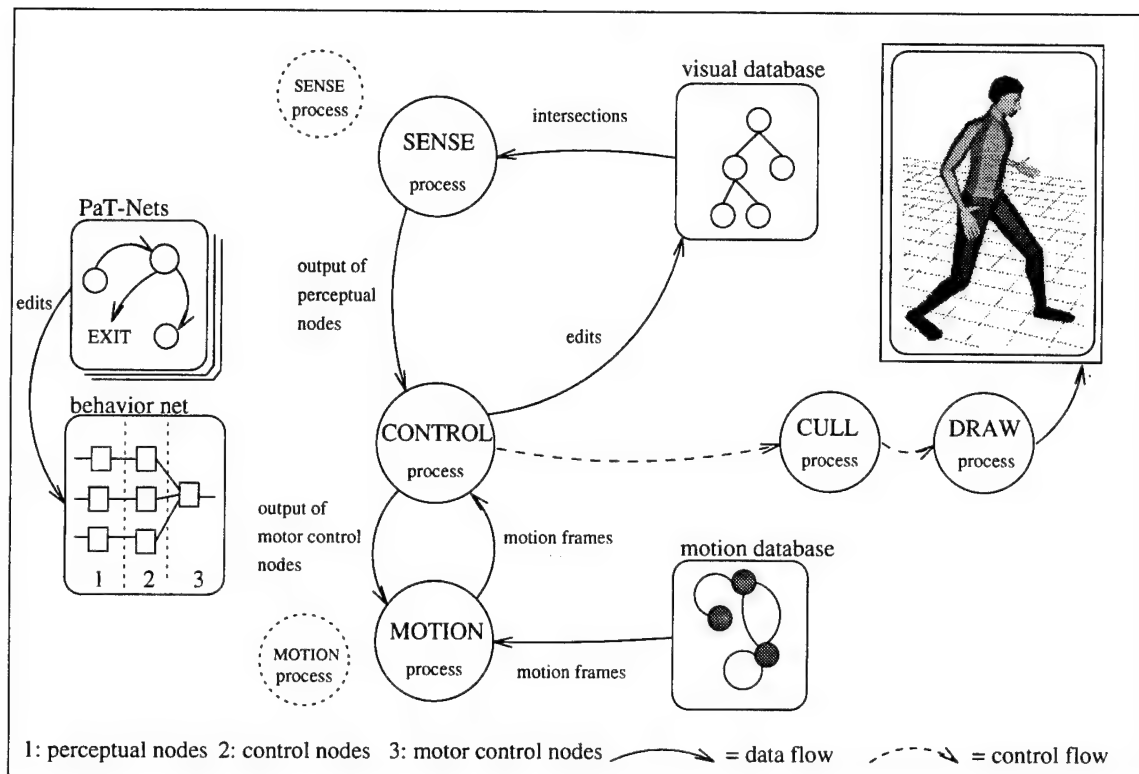 visual database
SENSE
process
intersections
SENSE
process
PaT-Nets
output of
perceptual
nodes
edits
EXIT
edits
behavior net
CONTROL
process
CULL
process
DRAW
process
output of
motor control
nodes
motion frames
motion database
1 2 3
MOTION
process
MOTION
process
motion frames
1: perceptual nodes 2: control nodes 3: motor control nodes = data flow = control flow